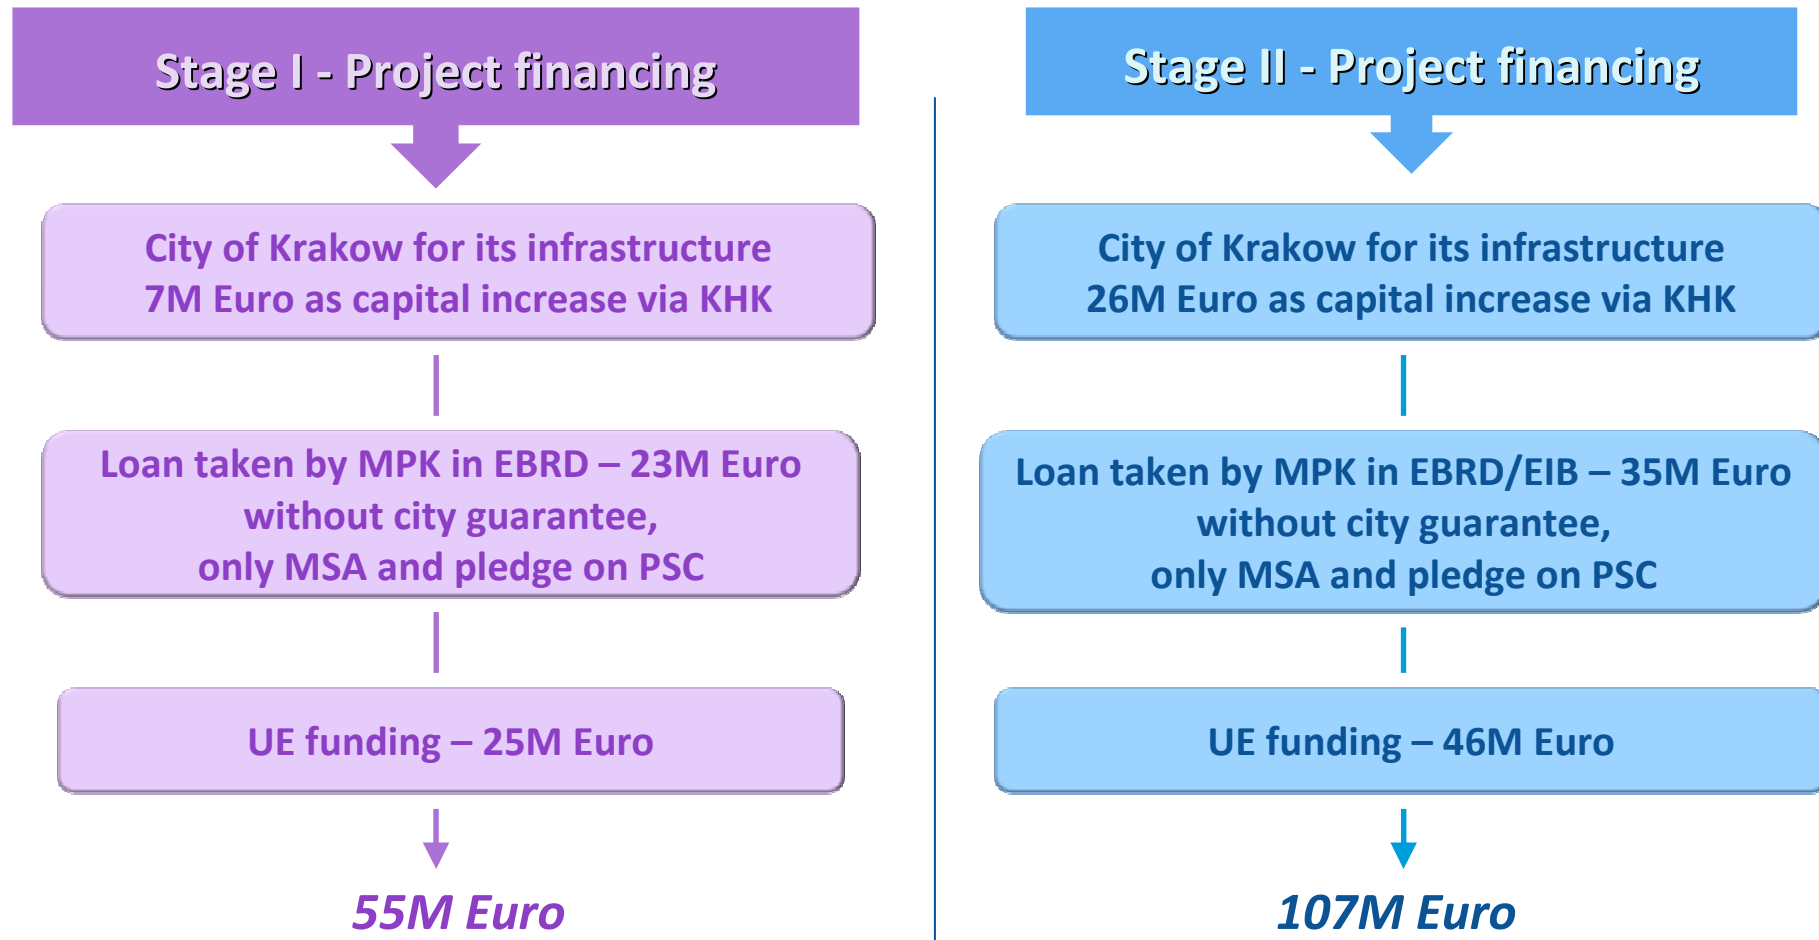 Stage I - Project financing
City of Krakow for its infrastructure
7M Euro as capital increase via KHK
Loan taken by MPK in EBRD – 23M Euro
without city guarantee,
only MSA and pledge on PSC
UE funding – 25M Euro
55M Euro
Stage II - Project financing
City of Krakow for its infrastructure
26M Euro as capital increase via KHK
Loan taken by MPK in EBRD/EIB – 35M Euro
without city guarantee,
only MSA and pledge on PSC
UE funding – 46M Euro
107M Euro